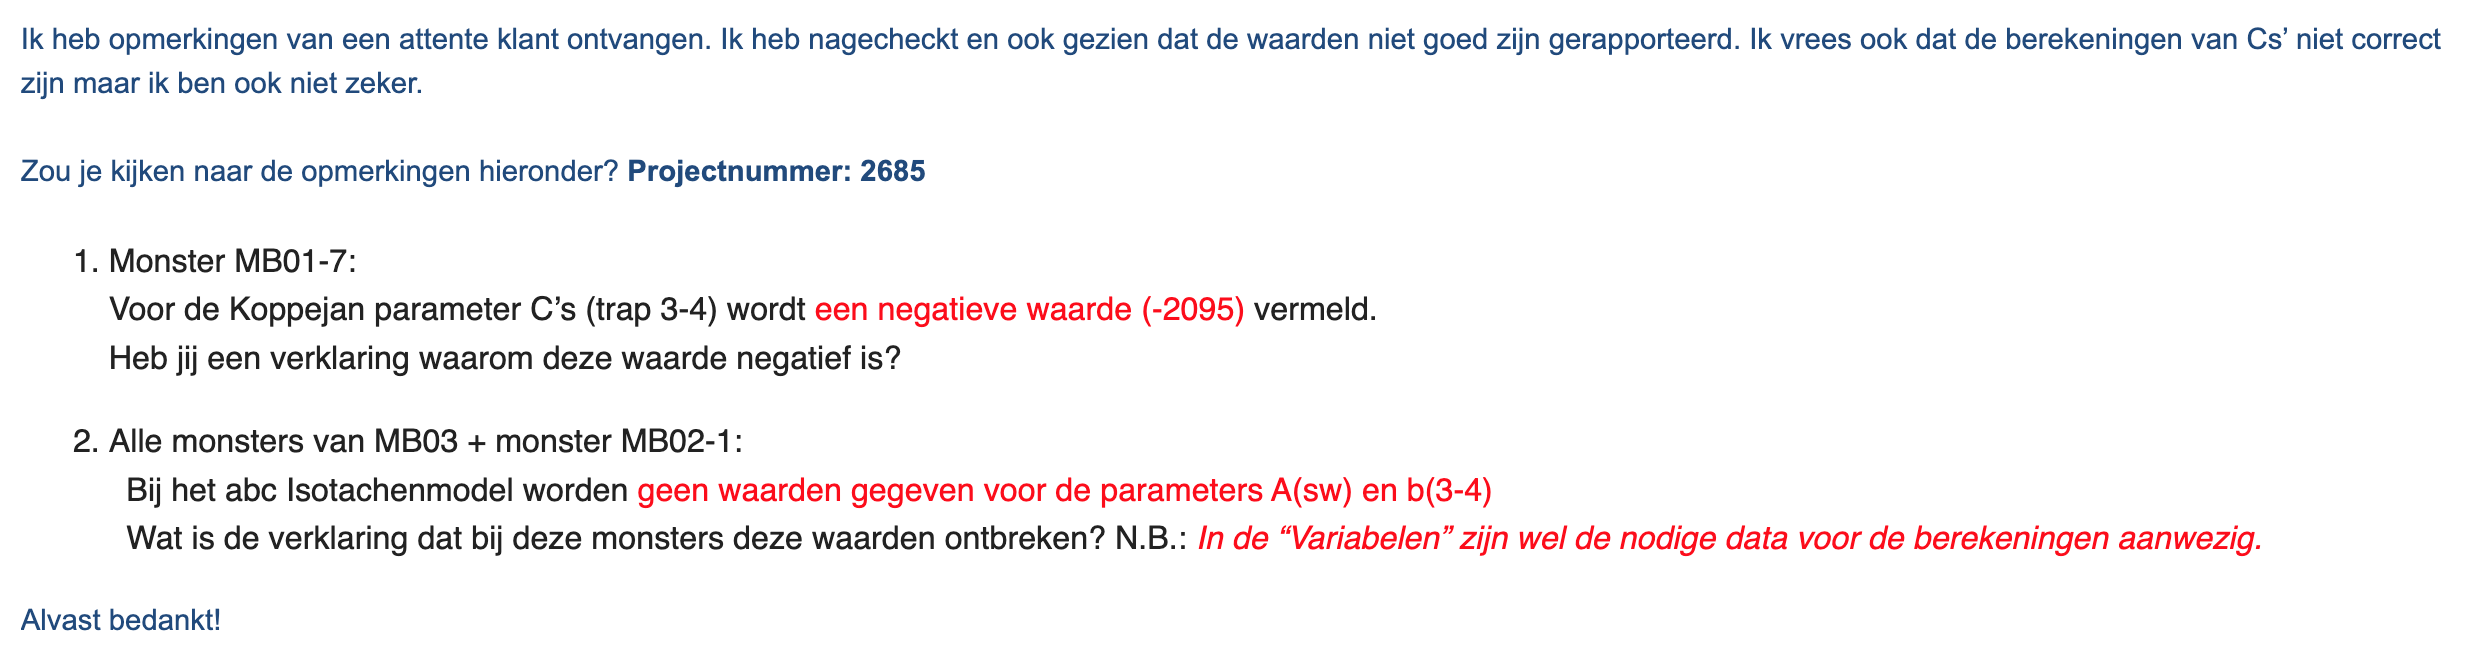 Ik heb opmerkingen van een attente klant ontvangen. Ik heb nagecheckt en ook gezien dat de waarden niet goed zijn gerapporteerd. Ik vrees ook dat de berekeningen van Cs’ niet correct
zijn maar ik ben ook niet zeker.
Zou je kijken naar de opmerkingen hieronder? Projectnummer: 2685
1. Monster MB01-7:
Voor de Koppejan parameter C’s (trap 3-4) wordt een negatieve waarde (-2095) vermeld.
Heb jij een verklaring waarom deze waarde negatief is?
2. Alle monsters van MB03 + monster MB02-1:
Bij het abc Isotachenmodel worden geen waarden gegeven voor de parameters A(sw) en b(3-4)
Wat is de verklaring dat bij deze monsters deze waarden ontbreken? N.B.: In de “Variabelen” zijn wel de nodige data voor de berekeningen aanwezig.
Alvast bedankt!